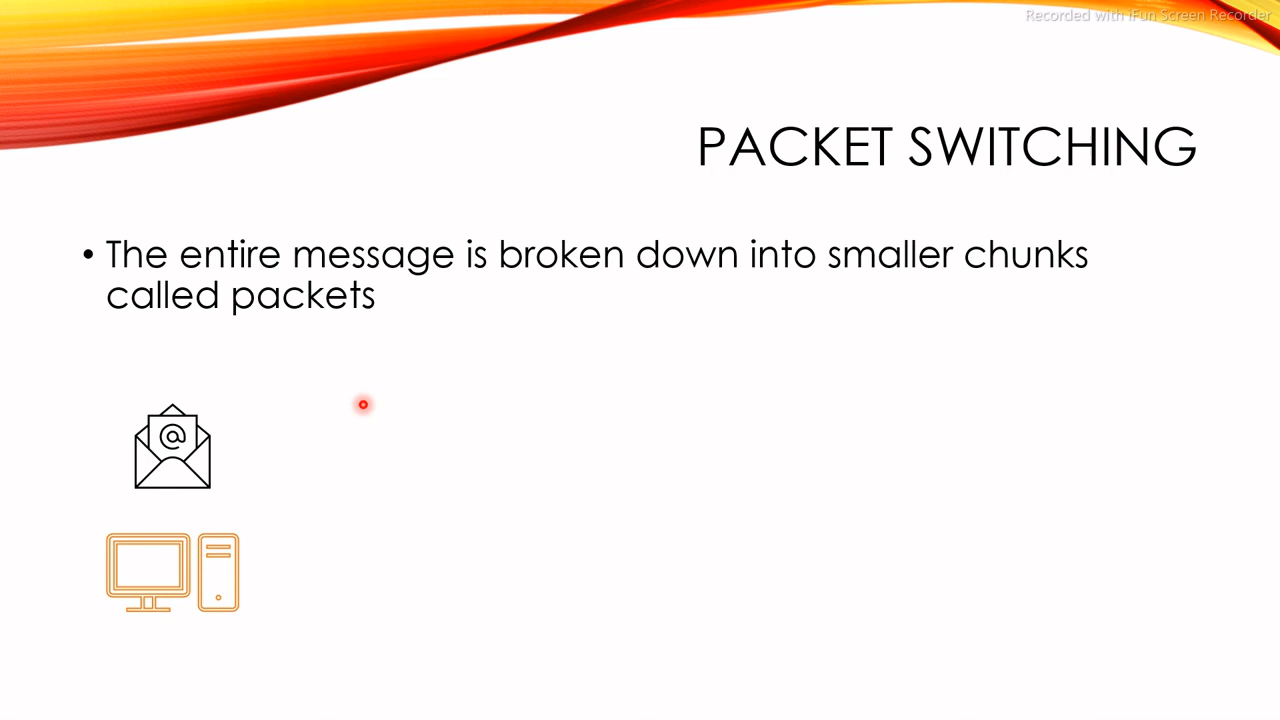 Recorded with iFun Screen Recorder
PACKET SWITCHING
• The entire message is broken down into smaller chunks
called packets
@